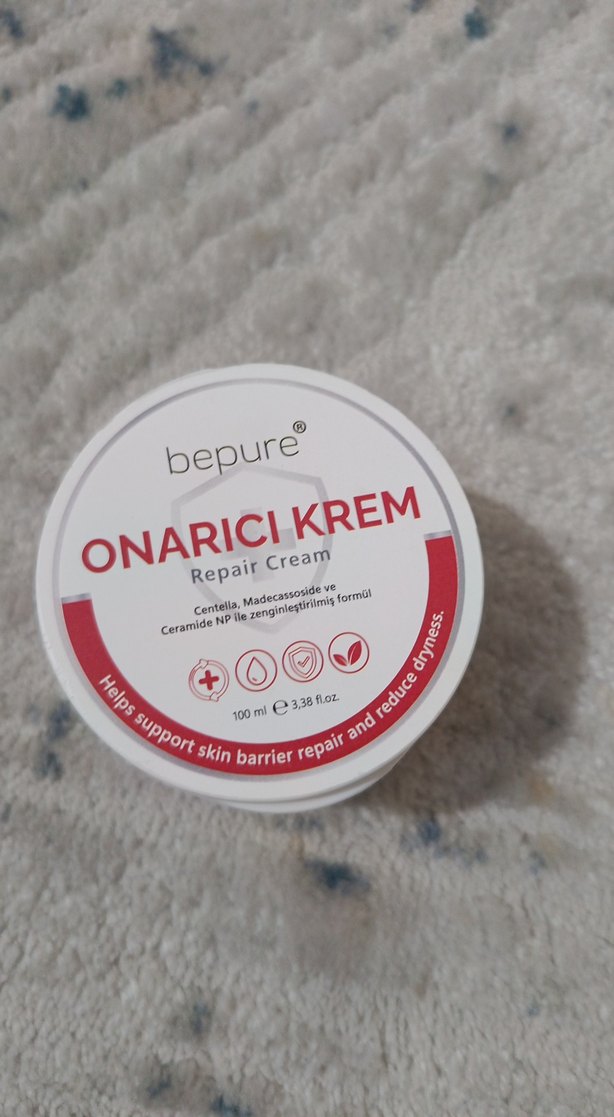 bepure®
ONARICI KREM
Repair Cream
Centella, Madecassoside ve
Ceramide NP ile zenginleştirilmiş formül
100 ml ℮ 3,38 fl.oz.
Helps support skin barrier repair and reduce dryness.